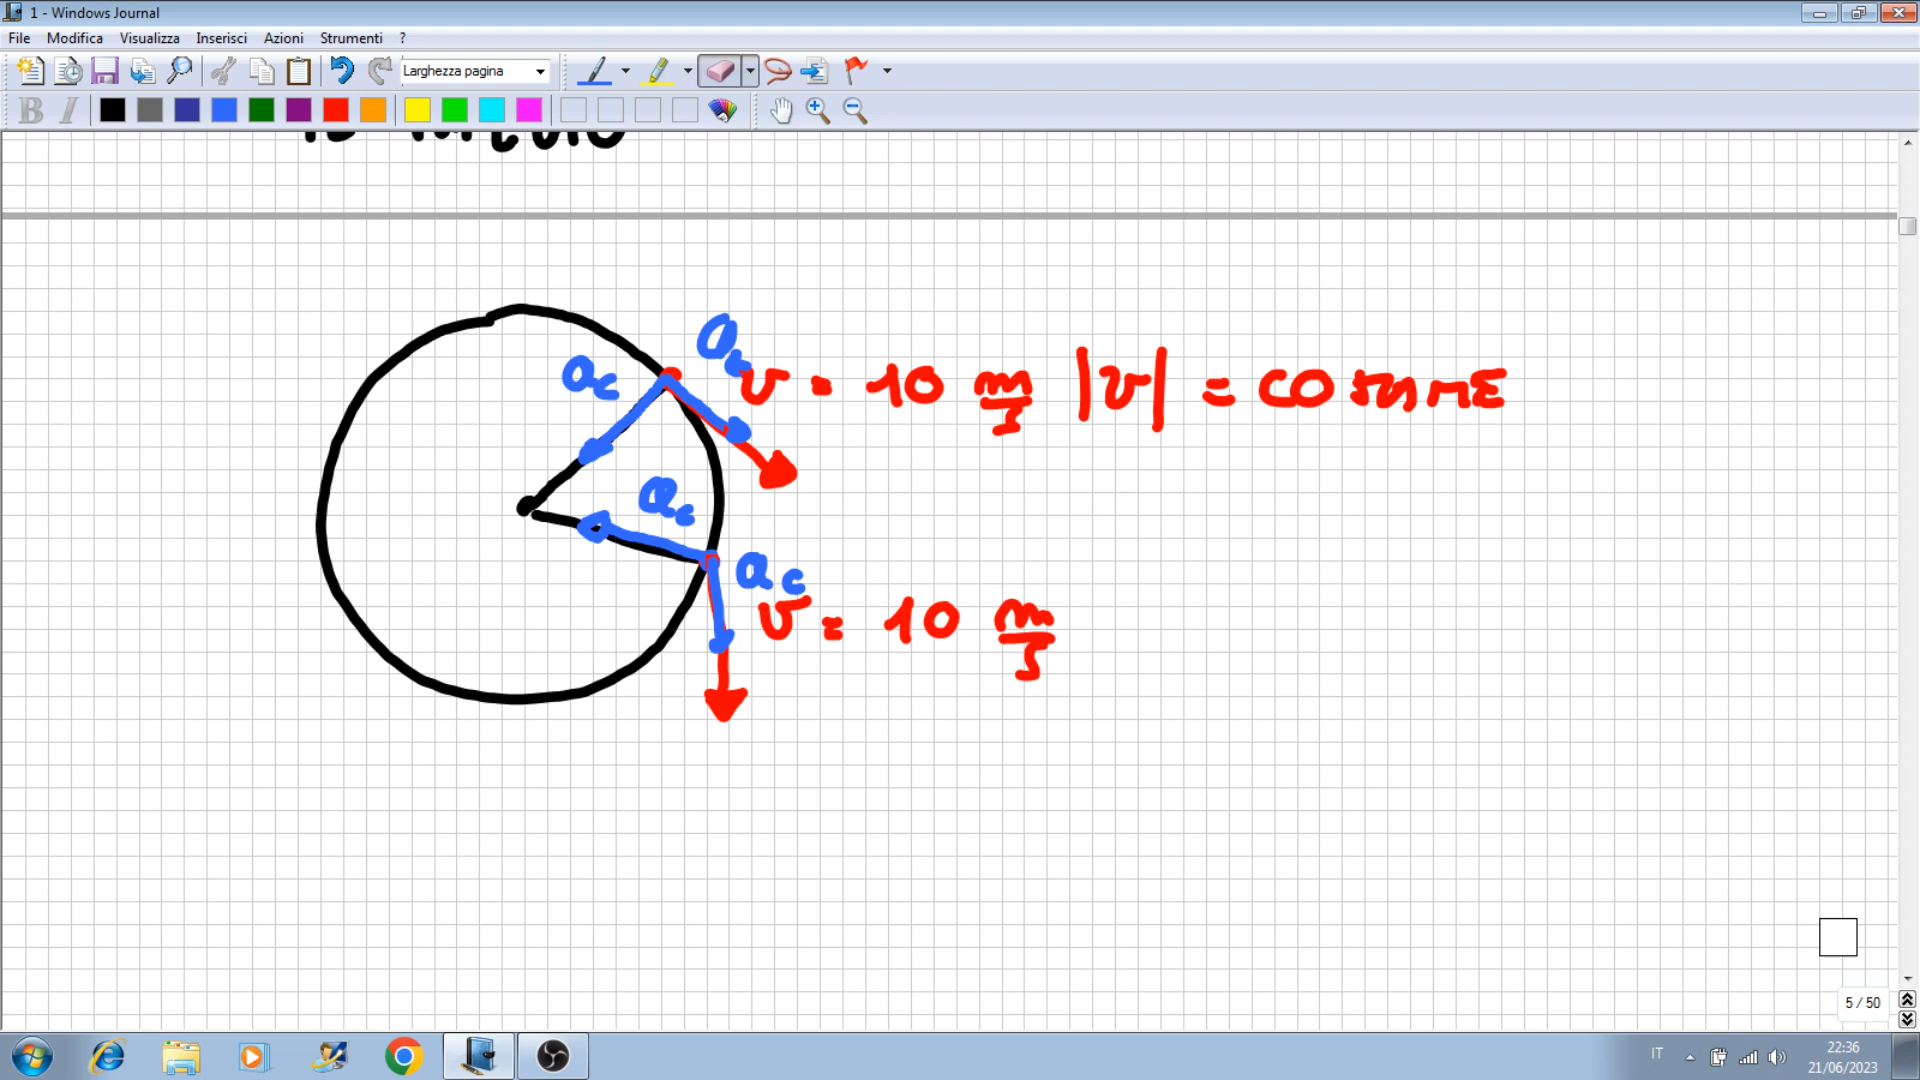 1 - Windows Journal
File Modifica Visualizza Inserisci Azioni Strumenti ?
Larghezza pagina
B I
ac
ac
v = 10 m/s |v| = COSTANTE
ac
ac
v = 10 m/s
5 / 50
IT
22:36
21/06/2023